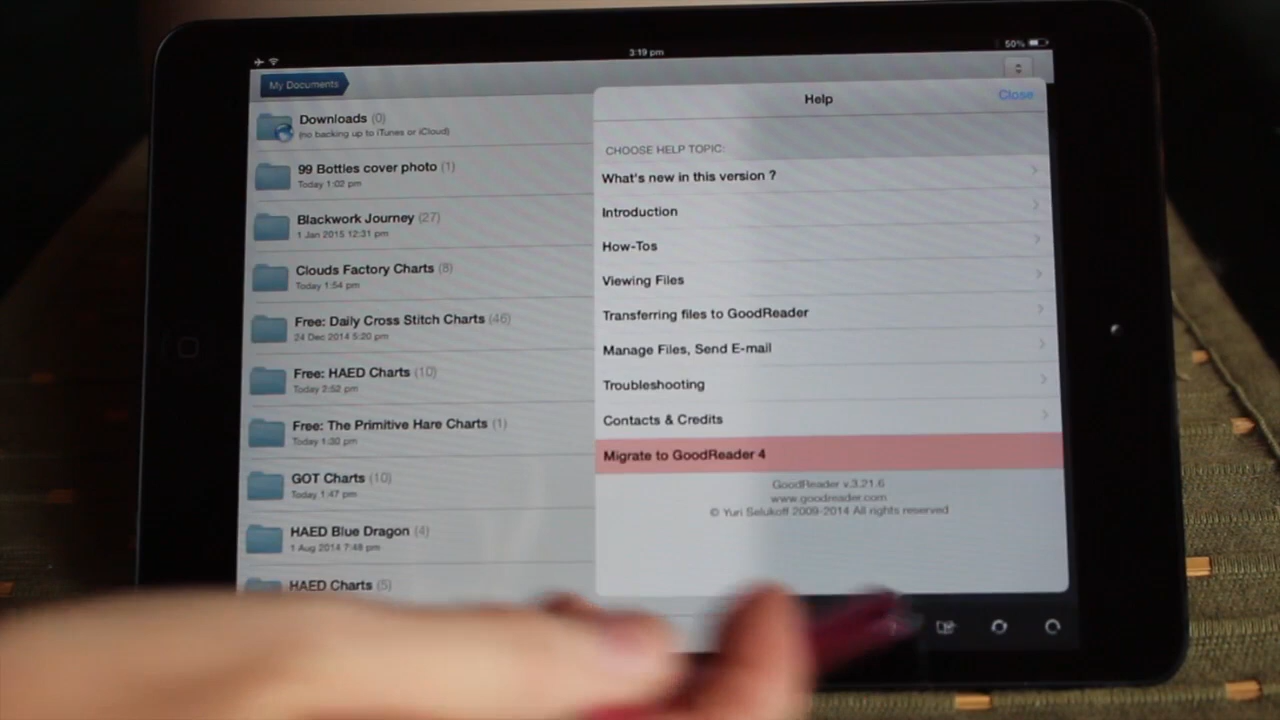 3:19 pm
50%
My Documents
Downloads (0)
(no backing up to iTunes or iCloud)
99 Bottles cover photo (1)
Today 1:02 pm
Blackwork Journey (27)
1 Jan 2015 12:31 pm
Clouds Factory Charts (8)
Today 1:54 pm
Free: Daily Cross Stitch Charts (46)
24 Dec 2014 5:20 pm
Free: HAED Charts (10)
Today 2:52 pm
Free: The Primitive Hare Charts (1)
Today 1:30 pm
GOT Charts (10)
Today 1:47 pm
HAED Blue Dragon (4)
1 Aug 2014 7:48 pm
HAED Charts (5)
Help
Close
CHOOSE HELP TOPIC:
What's new in this version ?
Introduction
How-Tos
Viewing Files
Transferring files to GoodReader
Manage Files, Send E-mail
Troubleshooting
Contacts & Credits
Migrate to GoodReader 4
GoodReader v.3.21.6
www.goodreader.com
© Yuri Selukoff 2009-2014 All rights reserved